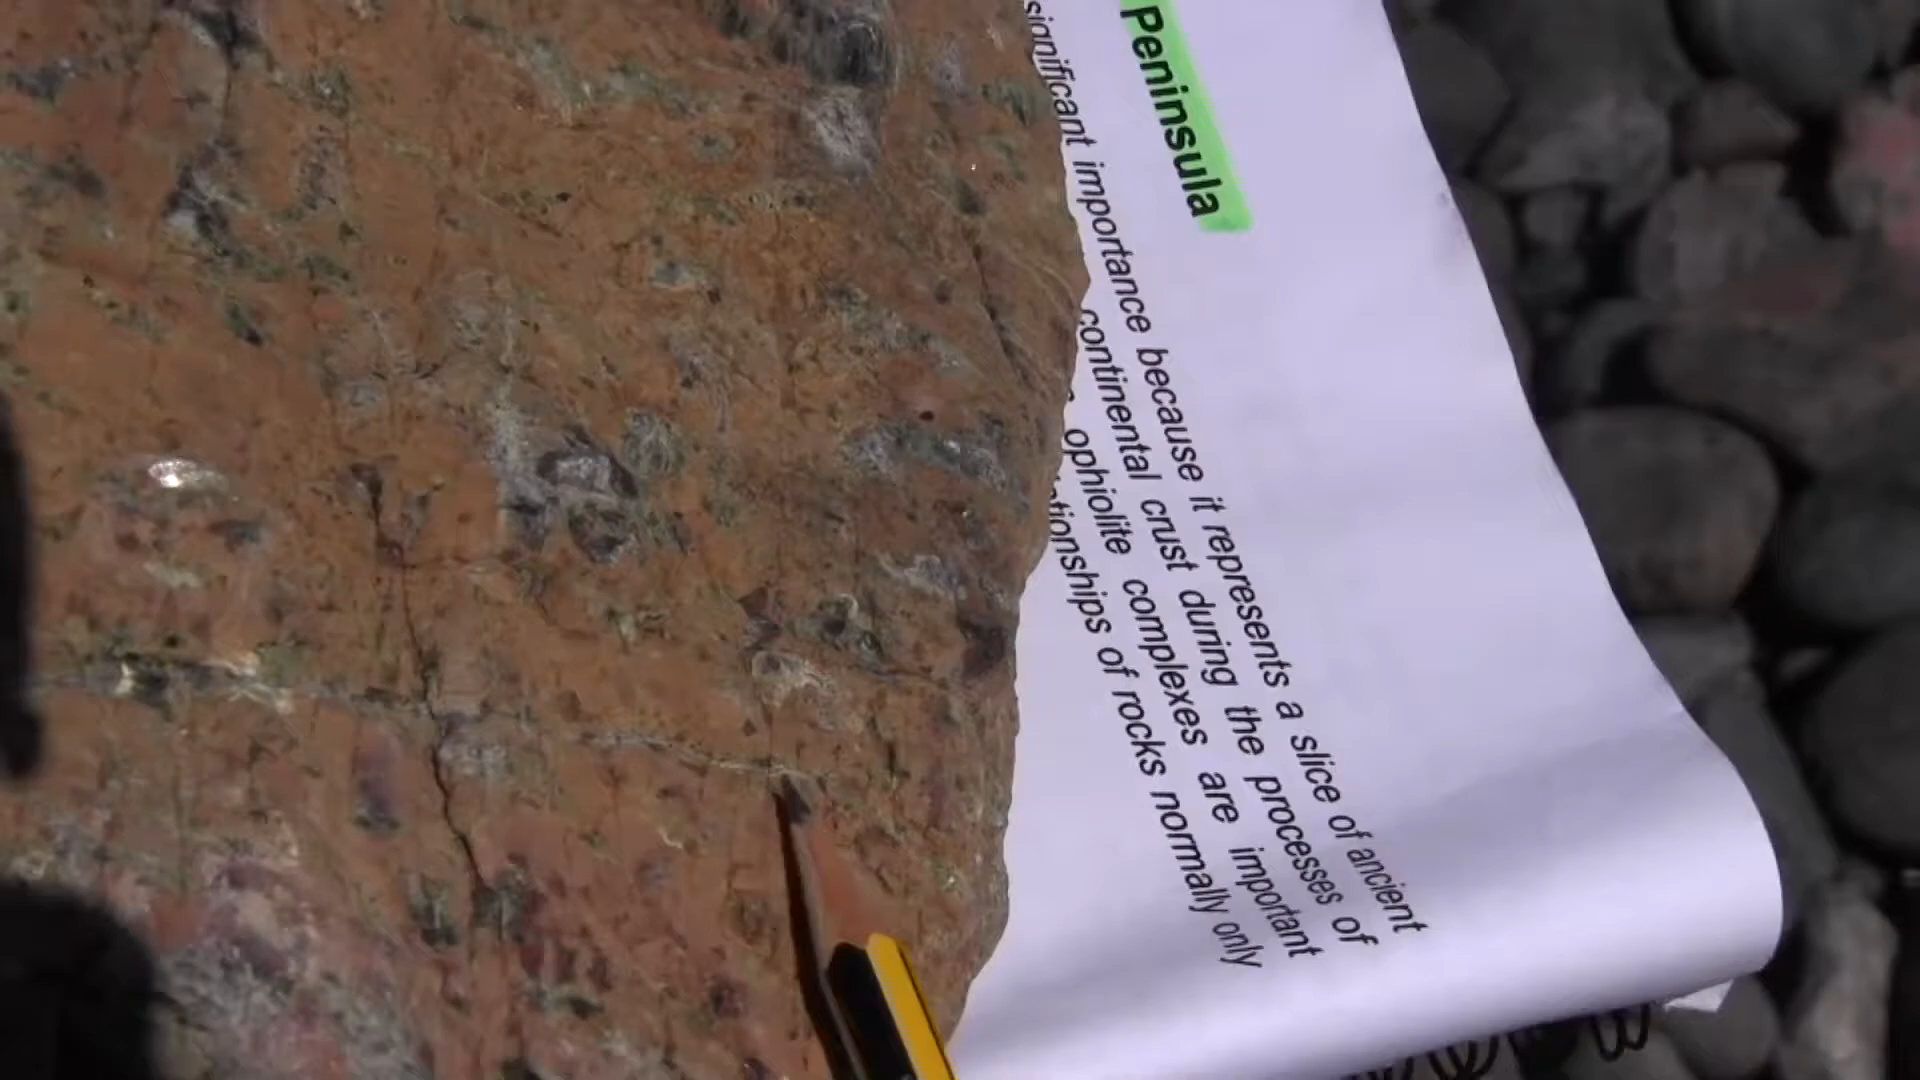 Peninsula
significant importance because it represents a slice of ancient
continental crust during the processes of
ophiolite complexes are important
of rocks normally only